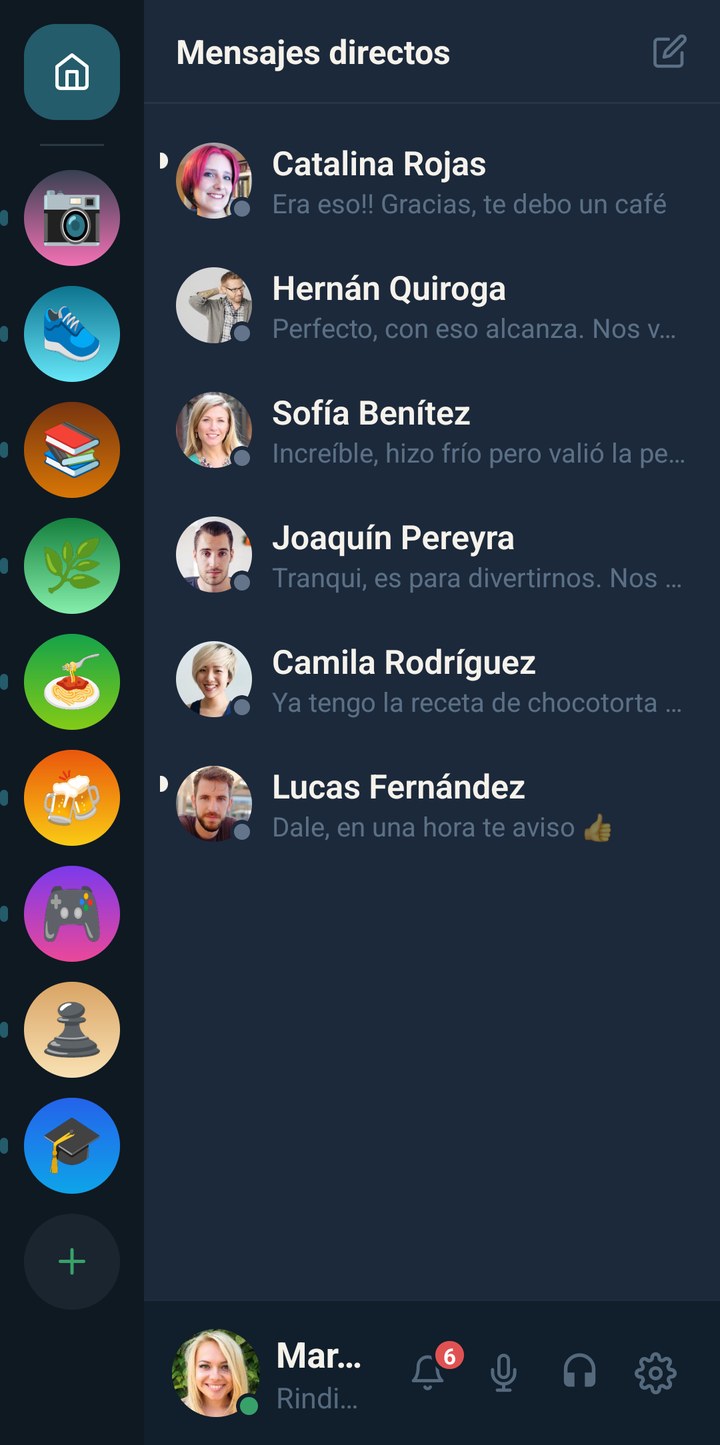 Mensajes directos
Catalina Rojas
Era eso!! Gracias, te debo un café
Hernán Quiroga
Perfecto, con eso alcanza. Nos v...
Sofía Benítez
Increíble, hizo frío pero valió la pe...
Joaquín Pereyra
Tranqui, es para divertirnos. Nos ...
Camila Rodríguez
Ya tengo la receta de chocotorta ...
Lucas Fernández
Dale, en una hora te aviso 👍
Mar...
Rindi...
6